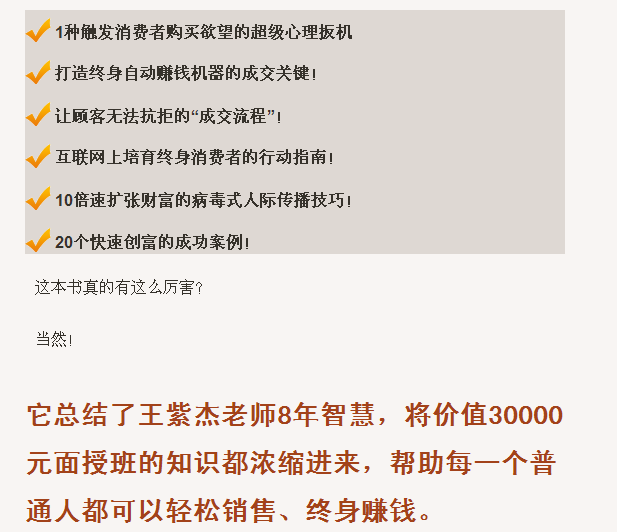 1种触发消费者购买欲望的超级心理扳机
打造终身自动赚钱机器的成交关键!
让顾客无法抗拒的“成交流程”!
互联网上培育终身消费者的行动指南!
10倍速扩张财富的病毒式人际传播技巧!
20个快速创富的成功案例!
这本书真的有这么厉害?
当然!
它总结了王紫杰老师8年智慧，将价值30000
元面授班的知识都浓缩进来，帮助每一个普
通人都可以轻松销售、终身赚钱。